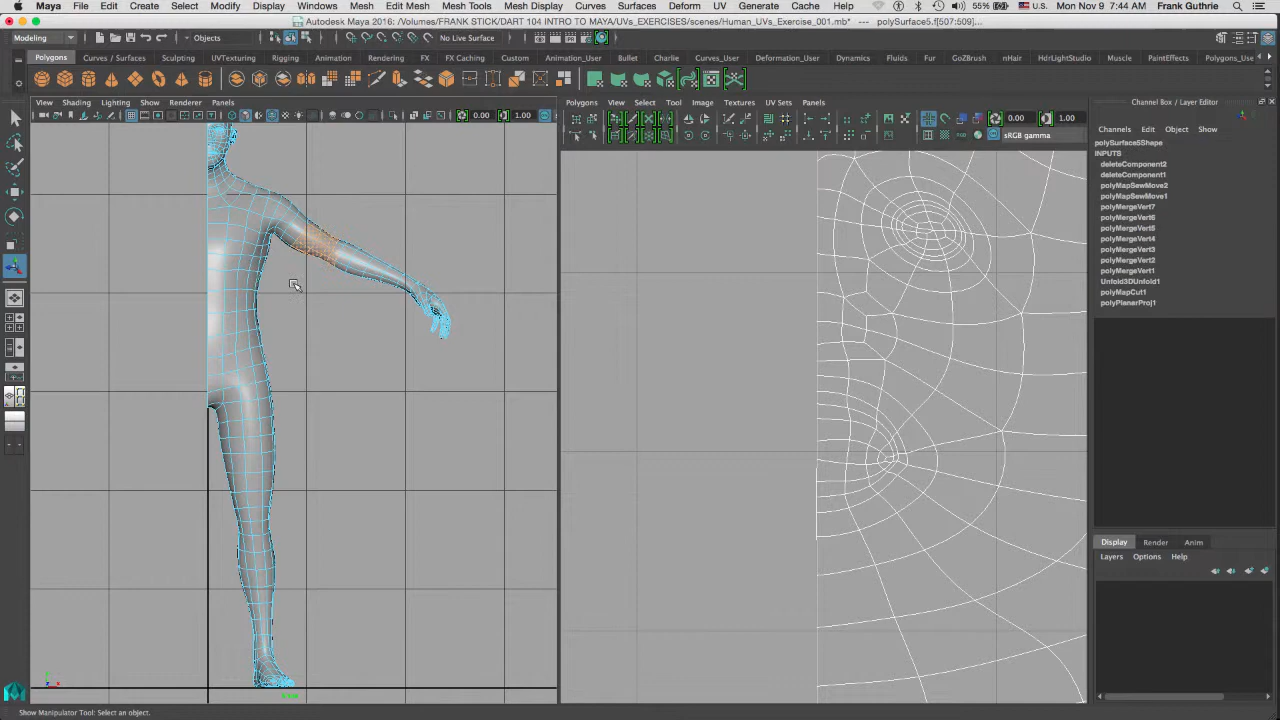 Maya File Edit Create Select Modify Display Windows Mesh Edit Mesh Mesh Tools Mesh Display Curves Surfaces Deform UV Generate Cache Help 55% U.S. Mon Nov 9 7:44 AM Frank Guthrie
Autodesk Maya 2016: /Volumes/FRANK STICK/DART 104 INTRO TO MAYA/UVs_EXERCISES/scenes/Human_UVs_Exercise_001.mb* --- polySurface5.f[507:509]...
Modeling Objects No Live Surface
Polygons Curves / Surfaces Sculpting UVTexturing Rigging Animation Rendering FX FX Caching Custom Animation_User Bullet Charlie Curves_User Deformation_User Dynamics Fluids Fur GoZBrush nHair HdrLightStudio Muscle PaintEffects Polygons_Use
View Shading Lighting Show Renderer Panels
0.00 1.00
Polygons View Select Tool Image Textures UV Sets Panels
0.00 1.00
sRGB gamma
Channel Box / Layer Editor
Channels Edit Object Show
polySurface5Shape
INPUTS
deleteComponent2
deleteComponent1
polyMapSewMove2
polyMapSewMove1
polyMergeVert7
polyMergeVert6
polyMergeVert5
polyMergeVert4
polyMergeVert3
polyMergeVert2
polyMergeVert1
Unfold3DUnfold1
polyMapCut1
polyPlanarProj1
Display Render Anim
Layers Options Help
Show Manipulator Tool: Select an object.